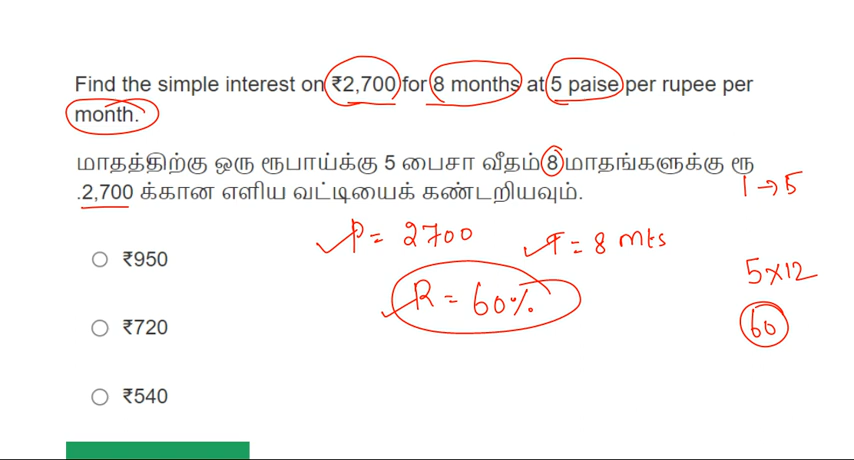 Find the simple interest on ₹2,700 for 8 months at 5 paise per rupee per
month.
மாதத்திற்கு ஒரு ரூபாய்க்கு 5 பைசா வீதம் 8 மாதங்களுக்கு ரூ
.2,700 க்கான எளிய வட்டியைக் கண்டறியவும்.
1 → 5
P = 2700
T = 8 mts
₹950
5 × 12
R = 60%
60
₹720
₹540